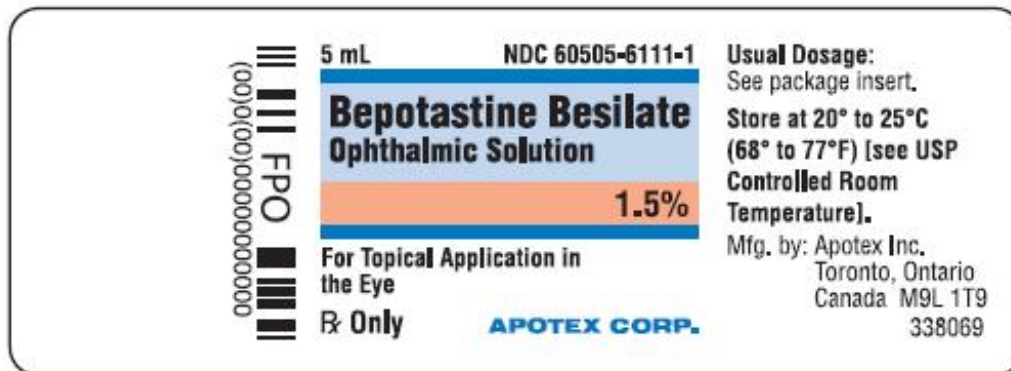 (00)0(00)00000000000000
FPO
5 mL NDC 60505-6111-1
Bepotastine Besilate
Ophthalmic Solution
1.5%
For Topical Application in
the Eye
℞ Only APOTEX CORP.
Usual Dosage:
See package insert.
Store at 20° to 25°C
(68° to 77°F) [see USP
Controlled Room
Temperature].
Mfg. by: Apotex Inc.
Toronto, Ontario
Canada M9L 1T9
338069